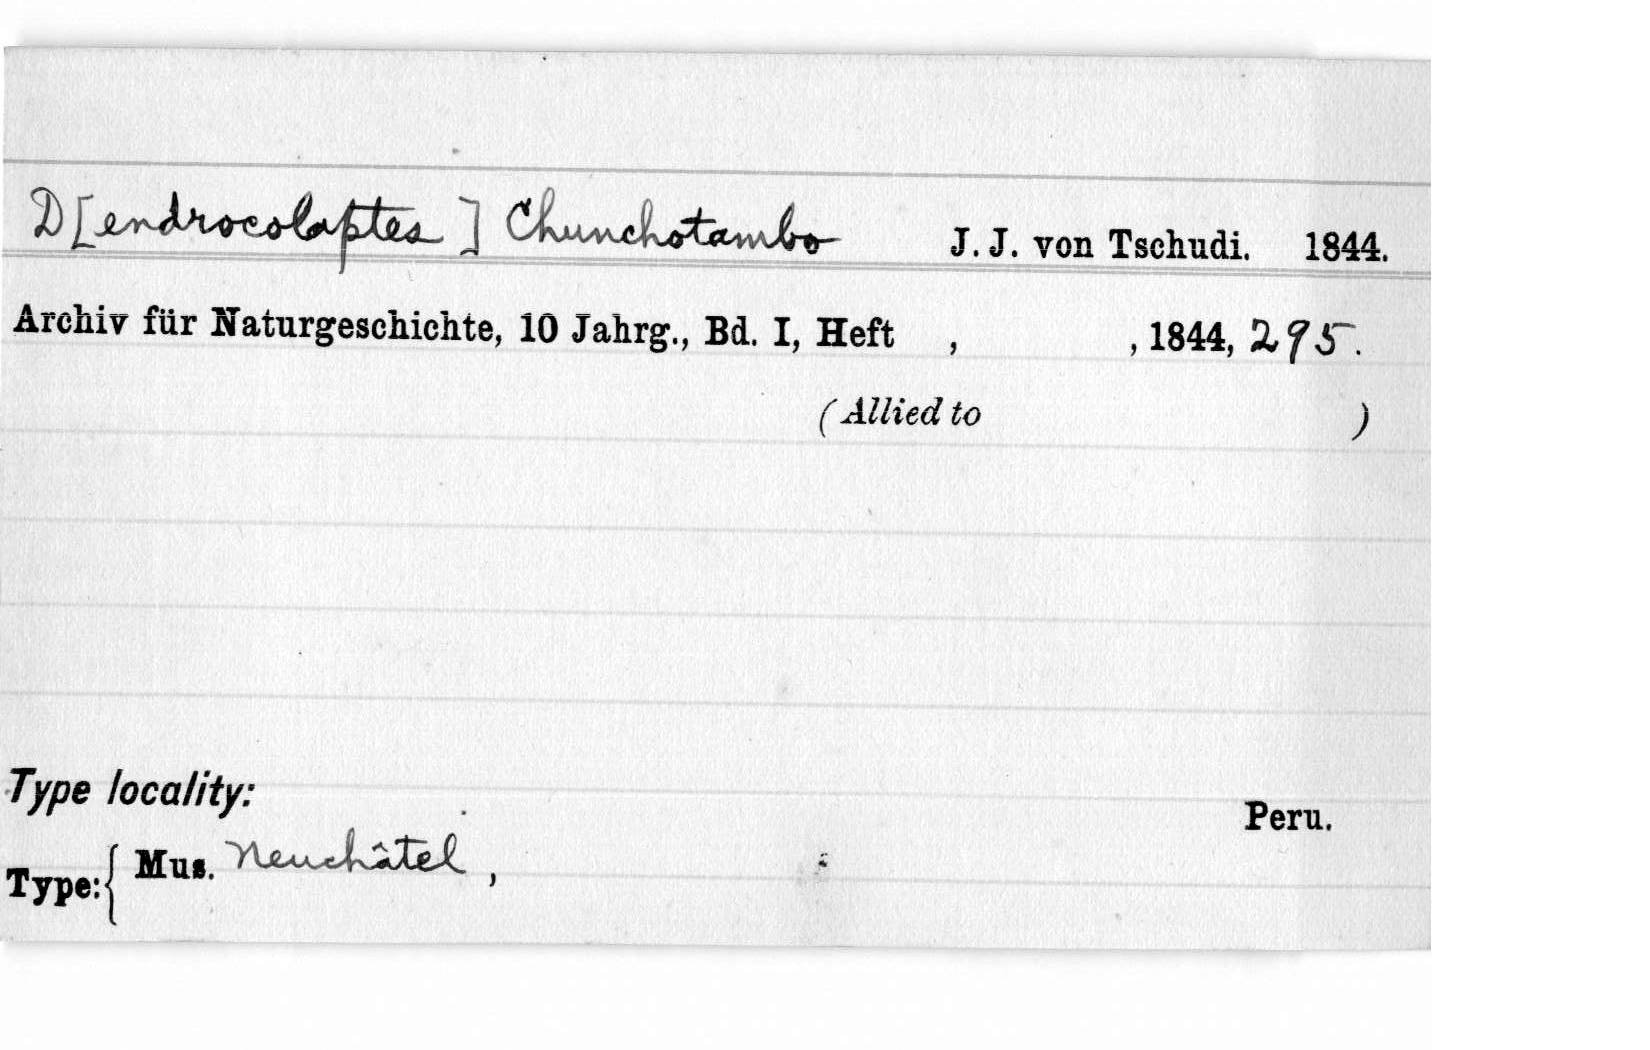 D[endrocolaptes] Chunchotambo J. J. von Tschudi. 1844.
Archiv für Naturgeschichte, 10 Jahrg., Bd. I, Heft , , 1844, 295.
(Allied to )
Type locality:
Peru.
Type: { Mus. Neuchâtel,